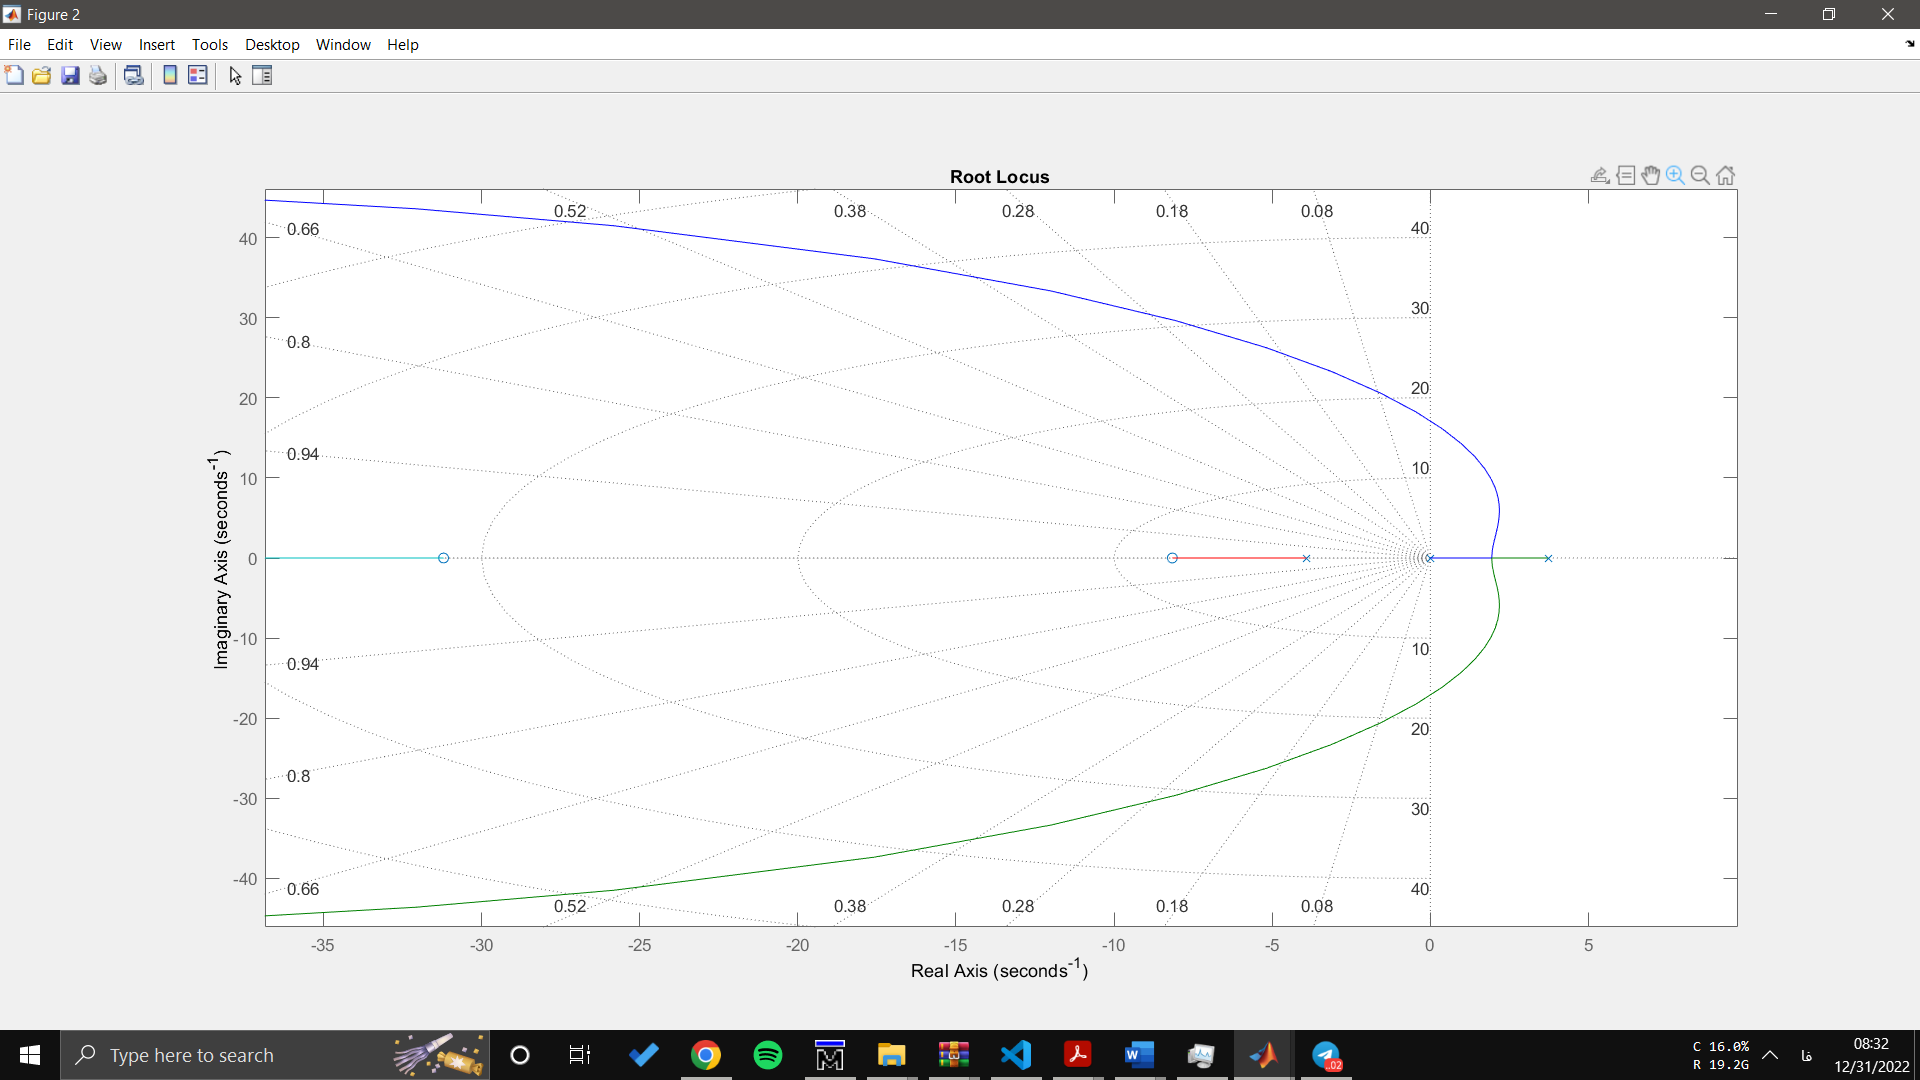 Figure 2
File Edit View Insert Tools Desktop Window Help
Root Locus
0.52 0.38 0.28 0.18 0.08
0.66
40
40
30
30
0.8
20
20
0.94
10
10
0
-10
10
0.94
-20
20
0.8
-30
30
-40
40
0.66
0.52 0.38 0.28 0.18 0.08
-35 -30 -25 -20 -15 -10 -5 0 5
Real Axis (seconds-1)
Imaginary Axis (seconds-1)
Type here to search
W
.02
C 16.0%
R 19.2G
فا
08:32
12/31/2022